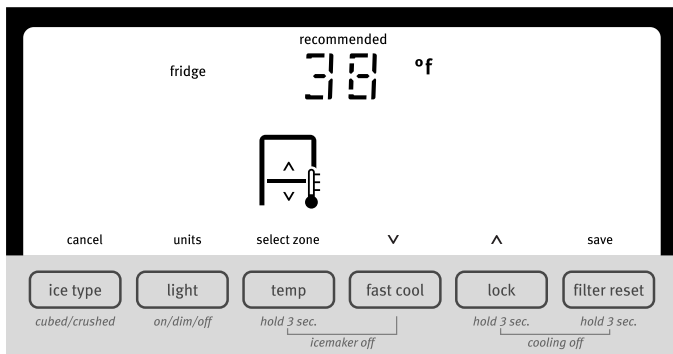 recommended
fridge 38 °f
cancel units select zone ∨ ∧ save
ice type light temp fast cool lock filter reset
cubed/crushed on/dim/off hold 3 sec. hold 3 sec. hold 3 sec.
icemaker off cooling off